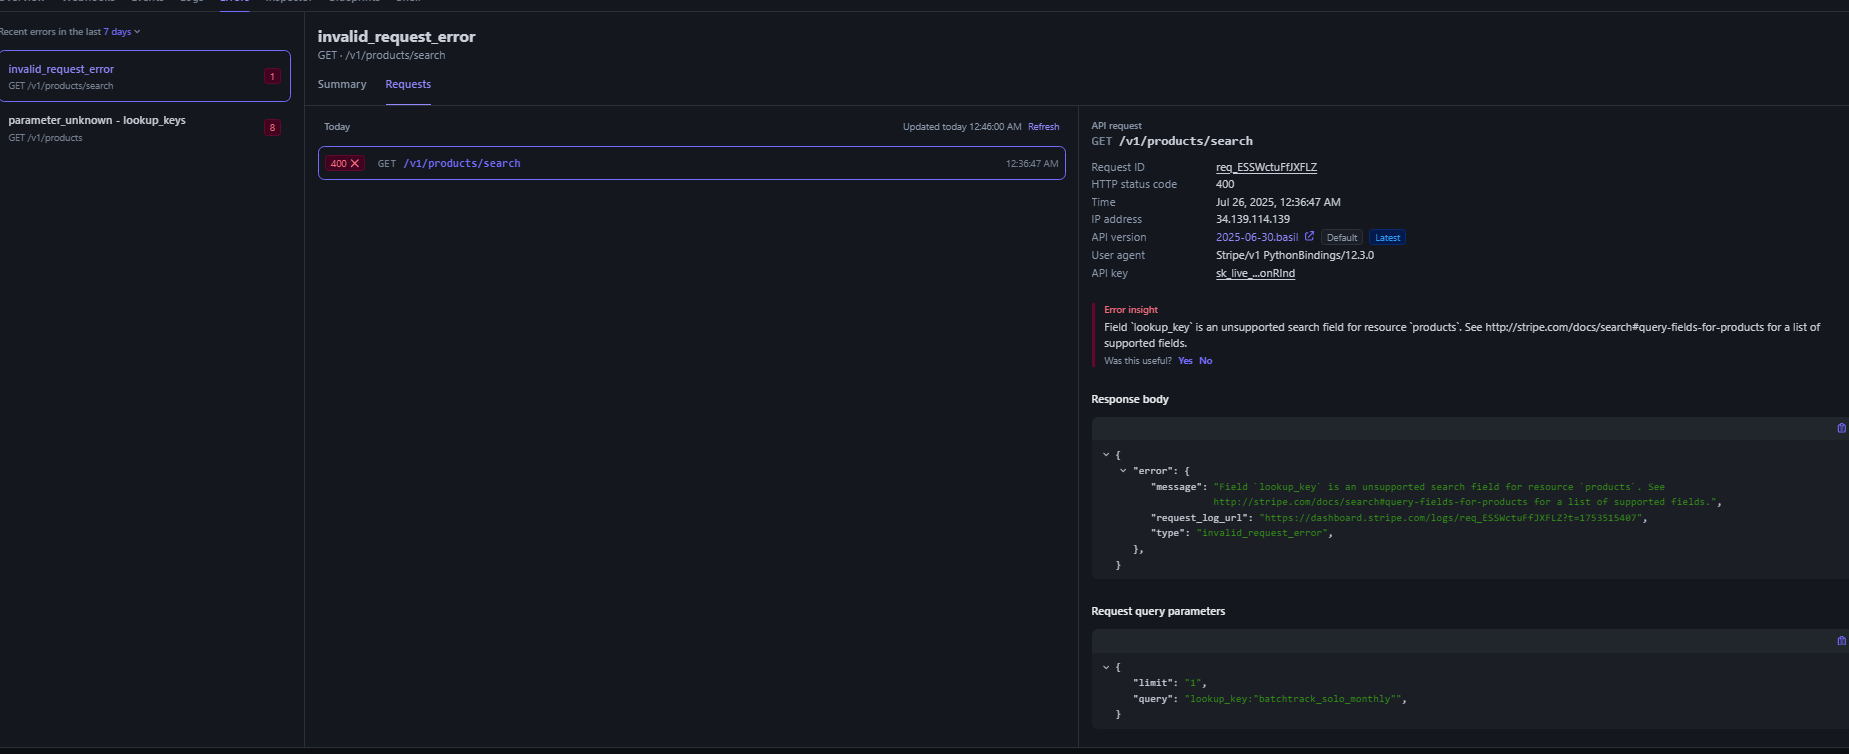 Overview Webhooks Events Logs Errors Inspector Blueprints Shell
Recent errors in the last 7 days
invalid_request_error
1
GET /v1/products/search
parameter_unknown - lookup_keys
8
GET /v1/products
invalid_request_error
GET · /v1/products/search
Summary Requests
Today
Updated today 12:46:00 AM Refresh
400 GET /v1/products/search 12:36:47 AM
API request
GET /v1/products/search
Request ID req_ESSWctuFfJXFLZ
HTTP status code 400
Time Jul 26, 2025, 12:36:47 AM
IP address 34.139.114.139
API version 2025-06-30.basil Default Latest
User agent Stripe/v1 PythonBindings/12.3.0
API key sk_live_...onRInd
Error insight
Field `lookup_key` is an unsupported search field for resource `products`. See http://stripe.com/docs/search#query-fields-for-products for a list of
supported fields.
Was this useful? Yes No
Response body
{
"error": {
"message": "Field `lookup_key` is an unsupported search field for resource `products`. See
http://stripe.com/docs/search#query-fields-for-products for a list of supported fields.",
"request_log_url": "https://dashboard.stripe.com/logs/req_ESSWctuFfJXFLZ?t=1753515407",
"type": "invalid_request_error",
},
}
Request query parameters
{
"limit": "1",
"query": "lookup_key:"batchtrack_solo_monthly"",
}